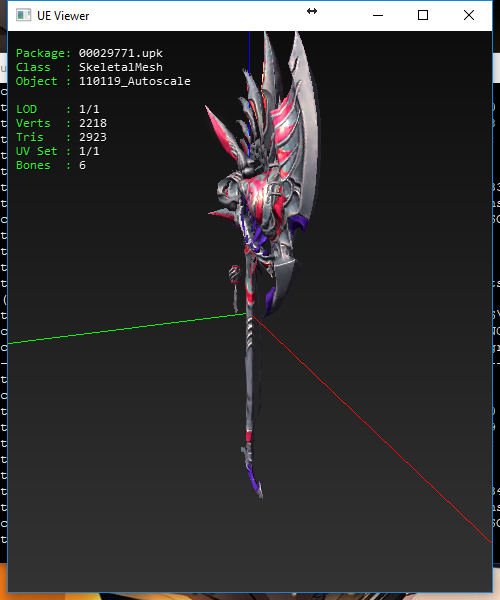 UE Viewer
Package: 00029771.upk
Class : SkeletalMesh
Object : 110119_Autoscale
LOD : 1/1
Verts : 2218
Tris : 2923
UV Set : 1/1
Bones : 6